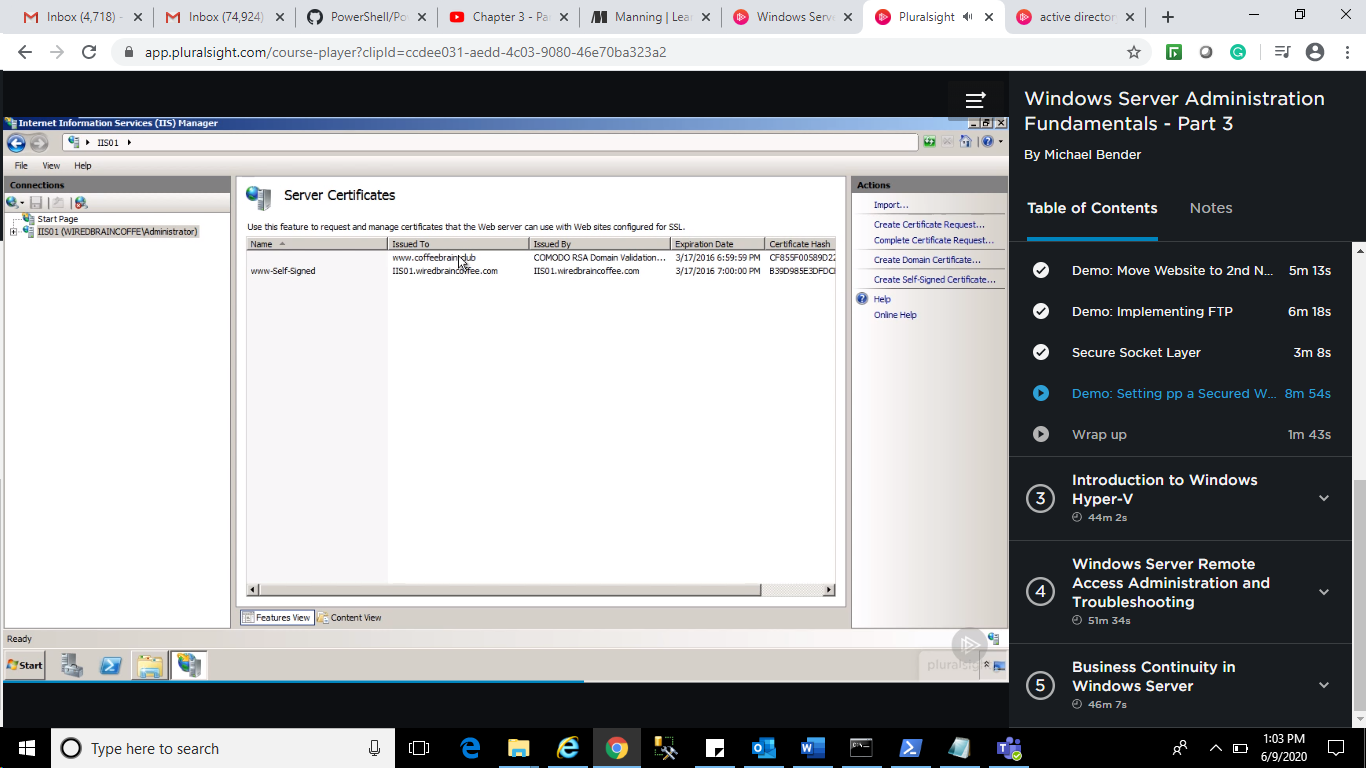 Inbox (4,718) -
Inbox (74,924)
PowerShell/Po
Chapter 3 - Pa
Manning | Lea
Windows Serv
Pluralsight
active director
app.pluralsight.com/course-player?clipId=ccdee031-aedd-4c03-9080-46e70ba323a2
Internet Information Services (IIS) Manager
IIS01
File View Help
Connections
Start Page
IIS01 (WIREDBRAINCOFFE\Administrator)
Server Certificates
Use this feature to request and manage certificates that the Web server can use with Web sites configured for SSL.
Name Issued To Issued By Expiration Date Certificate Hash
www.coffeebrain.club COMODO RSA Domain Validation... 3/17/2016 6:59:59 PM CF855F00589D22
www-Self-Signed IIS01.wiredbraincoffee.com IIS01.wiredbraincoffee.com 3/17/2016 7:00:00 PM B39D985E3DFDC
Features View Content View
Actions
Import...
Create Certificate Request...
Complete Certificate Request...
Create Domain Certificate...
Create Self-Signed Certificate...
Help
Online Help
Ready
Start
pluralsig
Windows Server Administration
Fundamentals - Part 3
By Michael Bender
Table of Contents Notes
Demo: Move Website to 2nd N... 5m 13s
Demo: Implementing FTP 6m 18s
Secure Socket Layer 3m 8s
Demo: Setting pp a Secured W... 8m 54s
Wrap up 1m 43s
3 Introduction to Windows
Hyper-V
44m 2s
4 Windows Server Remote
Access Administration and
Troubleshooting
51m 34s
5 Business Continuity in
Windows Server
46m 7s
Type here to search
1:03 PM
6/9/2020